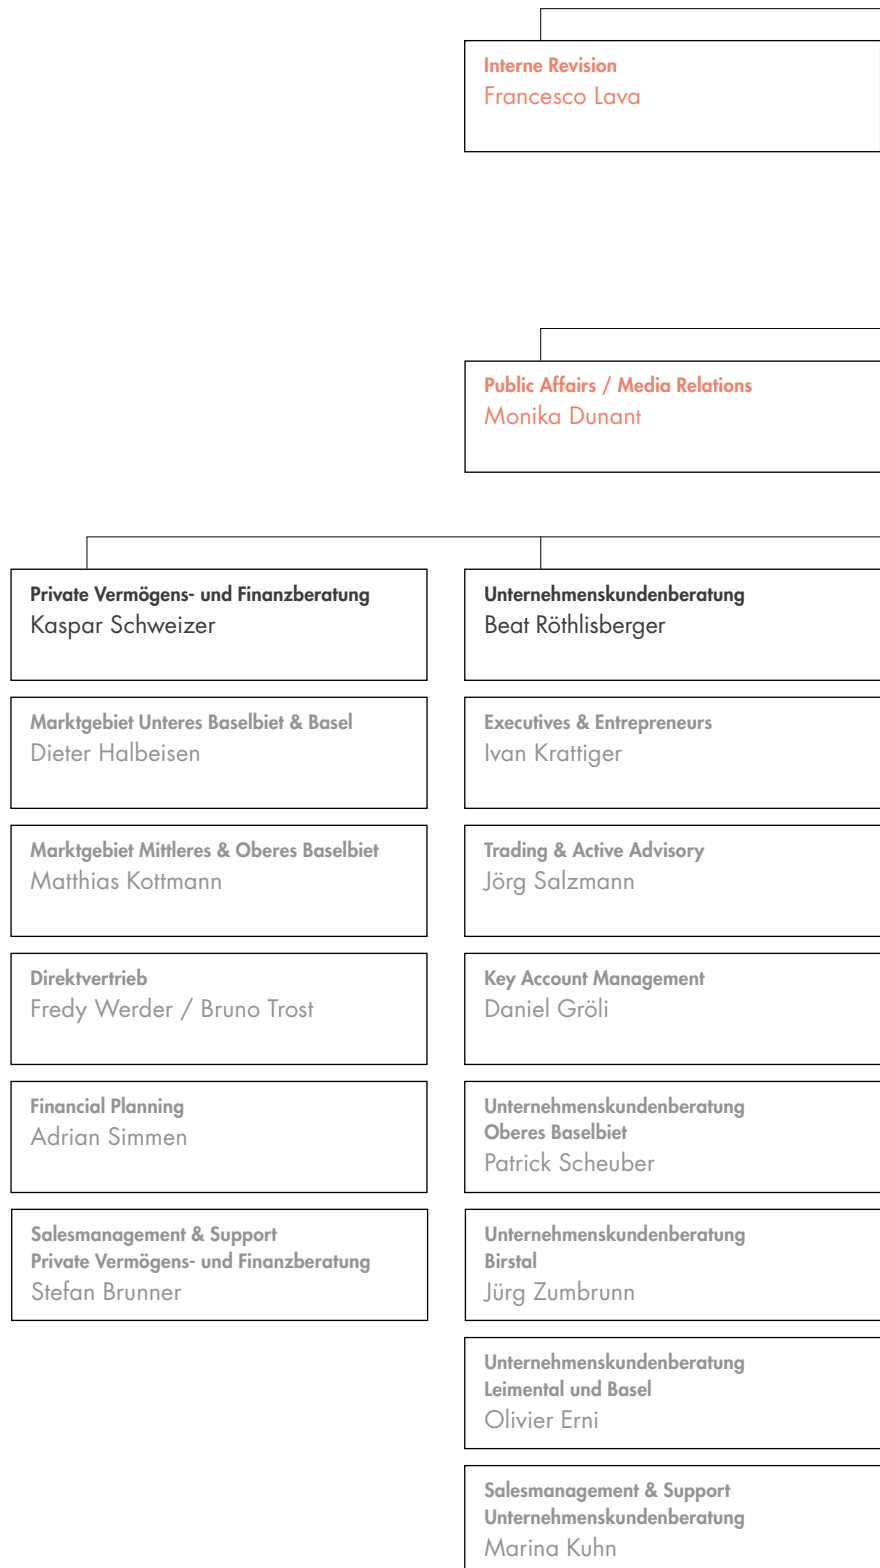 Interne Revision
Francesco Lava
Public Affairs / Media Relations
Monika Dunant
Private Vermögens- und Finanzberatung
Kaspar Schweizer
Marktgebiet Unteres Baselbiet & Basel
Dieter Halbeisen
Marktgebiet Mittleres & Oberes Baselbiet
Matthias Kottmann
Direktvertrieb
Fredy Werder / Bruno Trost
Financial Planning
Adrian Simmen
Salesmanagement & Support
Private Vermögens- und Finanzberatung
Stefan Brunner
Unternehmenskundenberatung
Beat Röthlisberger
Executives & Entrepreneurs
Ivan Krattiger
Trading & Active Advisory
Jörg Salzmann
Key Account Management
Daniel Gröli
Unternehmenskundenberatung
Oberes Baselbiet
Patrick Scheuber
Unternehmenskundenberatung
Birstal
Jürg Zumbrunn
Unternehmenskundenberatung
Leimental und Basel
Olivier Erni
Salesmanagement & Support
Unternehmenskundenberatung
Marina Kuhn